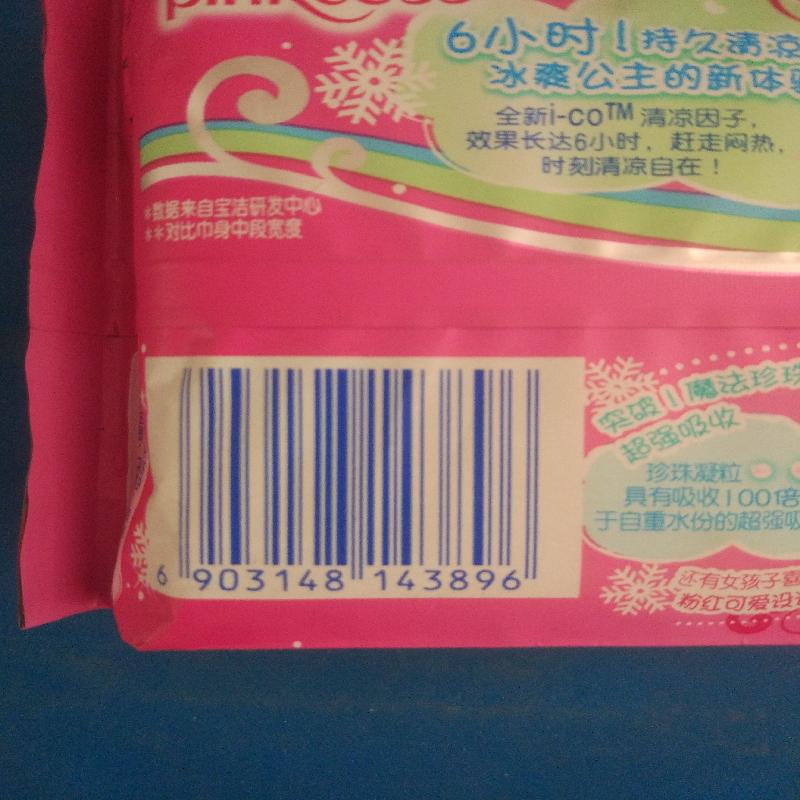 6小时！持久清凉
冰爽公主的新体验
全新i-co™ 清凉因子，
效果长达6小时，赶走闷热，
时刻清凉自在！
*数据来自宝洁研发中心
**对比巾身中段宽度
突破！魔法珍珠
超强吸收
珍珠凝粒
具有吸收100倍
于自重水份的超强吸
还有女孩子喜
粉红可爱设计
6 903148 143896